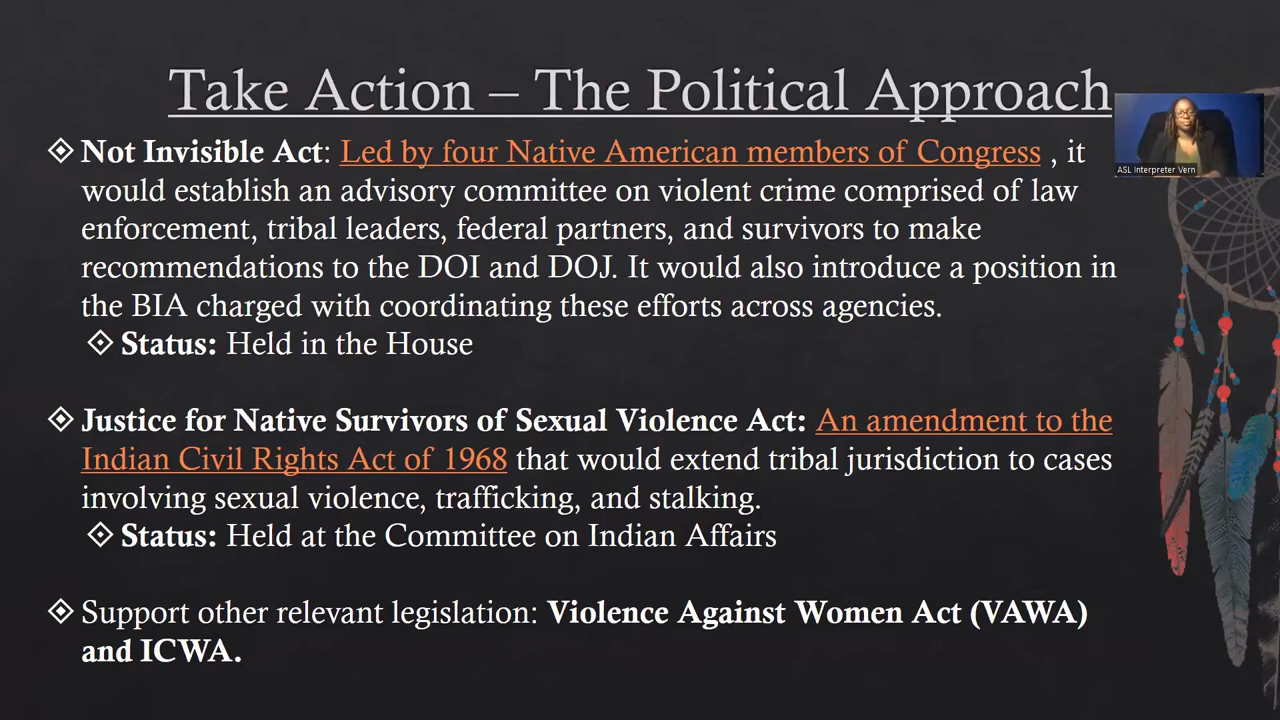 Take Action – The Political Approach
Not Invisible Act: Led by four Native American members of Congress , it
would establish an advisory committee on violent crime comprised of law
enforcement, tribal leaders, federal partners, and survivors to make
recommendations to the DOI and DOJ. It would also introduce a position in
the BIA charged with coordinating these efforts across agencies.
Status: Held in the House
Justice for Native Survivors of Sexual Violence Act: An amendment to the
Indian Civil Rights Act of 1968 that would extend tribal jurisdiction to cases
involving sexual violence, trafficking, and stalking.
Status: Held at the Committee on Indian Affairs
Support other relevant legislation: Violence Against Women Act (VAWA)
and ICWA.
ASL Interpreter Vern